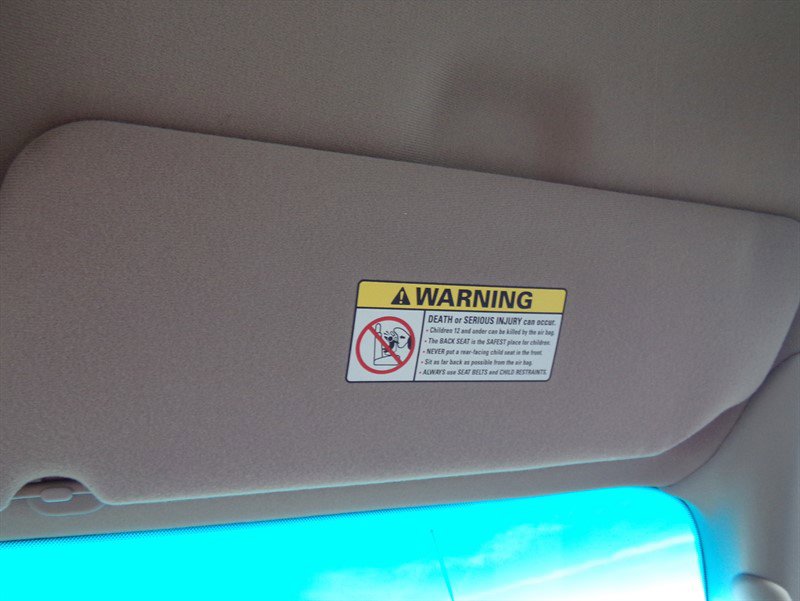 WARNING
DEATH or SERIOUS INJURY can occur.
• Children 12 and under can be killed by the air bag.
• The BACK SEAT is the SAFEST place for children.
• NEVER put a rear-facing child seat in the front.
• Sit as far back as possible from the air bag.
• ALWAYS use SEAT BELTS and CHILD RESTRAINTS.